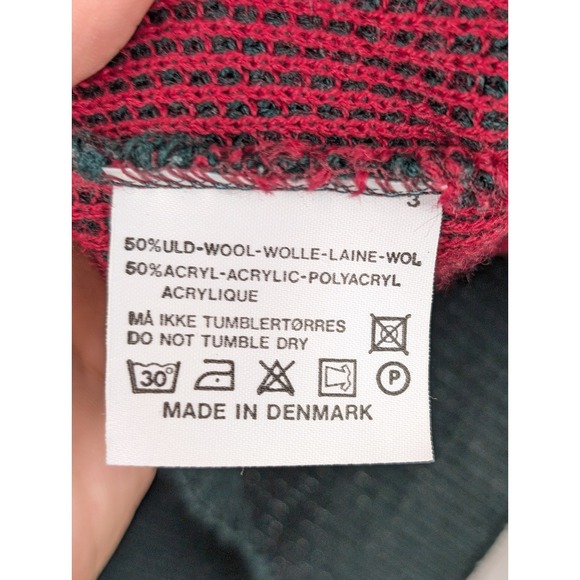 3
50%ULD-WOOL-WOLLE-LAINE-WOL
50%ACRYL-ACRYLIC-POLYACRYL
ACRYLIQUE
MÅ IKKE TUMBLERTØRRES
DO NOT TUMBLE DRY
30° P
MADE IN DENMARK